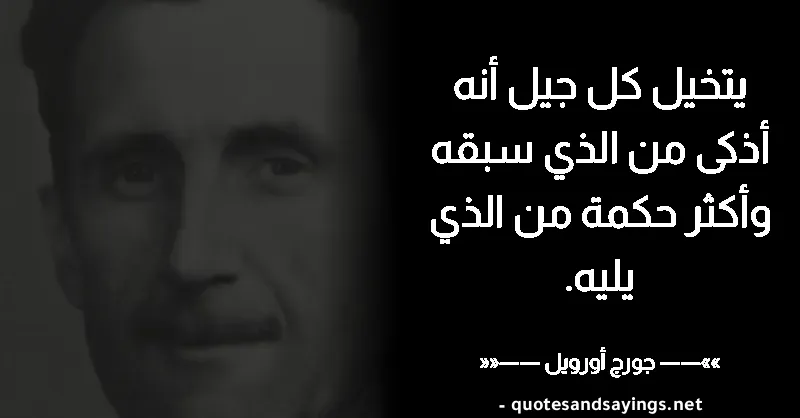 يتخيل كل جيل أنه
أذكى من الذي سبقه
وأكثر حكمة من الذي
يليه.
»»—— جورج أورويل ——««
- quotesandsayings.net